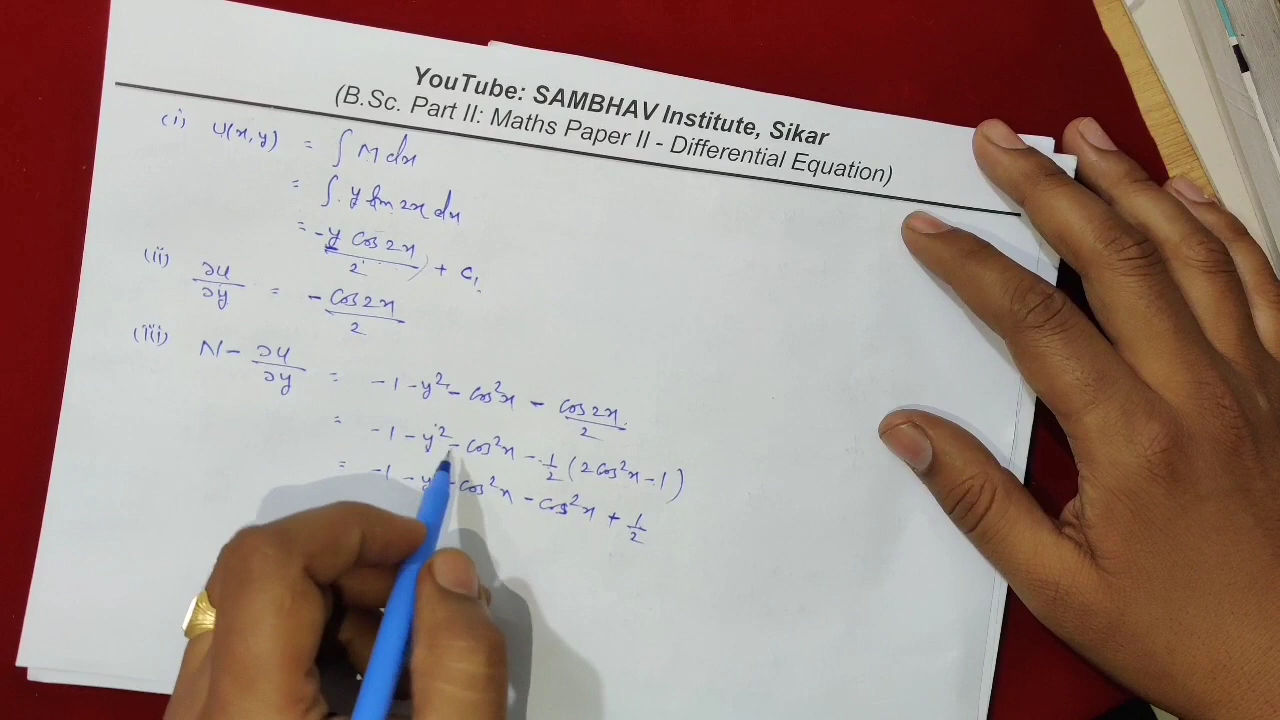 YouTube: SAMBHAV Institute, Sikar
(B.Sc. Part II: Maths Paper II - Differential Equation)
(i) U(x,y) = ∫ M dx
= ∫ y sin 2x dx
= -y cos 2x / 2 + c₁
(ii) ∂u/∂y = - cos 2x / 2
(iii) N - ∂u/∂y = -1 - y² - cos²x - cos 2x / 2
= -1 - y² - cos²x - 1/2 (2cos²x - 1)
= -1 - y - cos²x - cos²x + 1/2